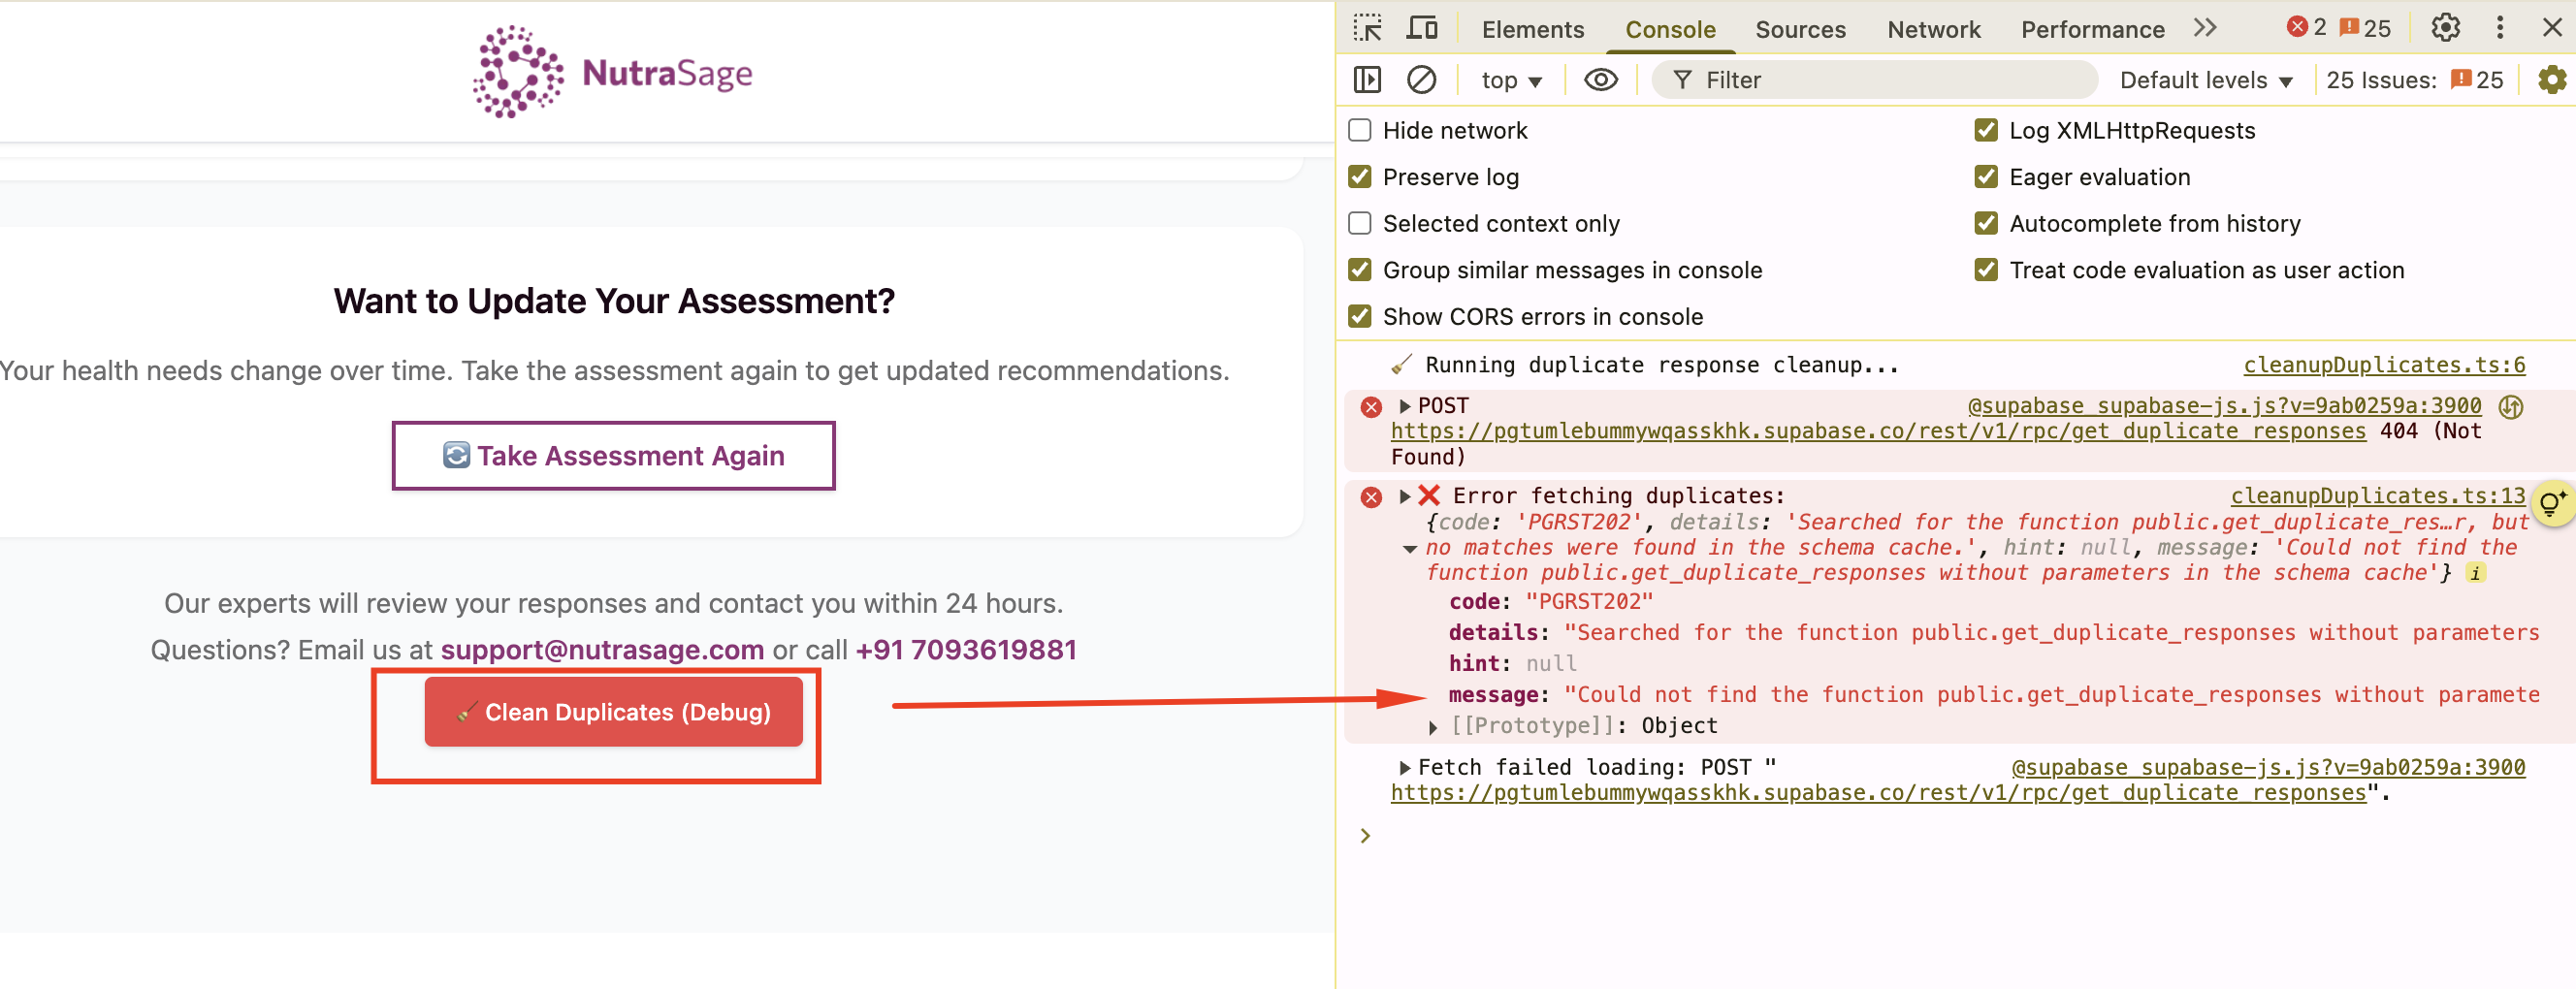 NutraSage
Want to Update Your Assessment?
Your health needs change over time. Take the assessment again to get updated recommendations.
Take Assessment Again
Our experts will review your responses and contact you within 24 hours.
Questions? Email us at support@nutrasage.com or call +91 7093619881
Clean Duplicates (Debug)
Elements Console Sources Network Performance 2 25
top Filter Default levels 25 Issues: 25
Hide network Log XMLHttpRequests
Preserve log Eager evaluation
Selected context only Autocomplete from history
Group similar messages in console Treat code evaluation as user action
Show CORS errors in console
Running duplicate response cleanup... cleanupDuplicates.ts:6
POST @supabase_supabase-js.js?v=9ab0259a:3900
https://pgtumlebummywqasskhk.supabase.co/rest/v1/rpc/get_duplicate_responses 404 (Not
Found)
❌ Error fetching duplicates: cleanupDuplicates.ts:13
{code: 'PGRST202', details: 'Searched for the function public.get_duplicate_res…r, but
no matches were found in the schema cache.', hint: null, message: 'Could not find the
function public.get_duplicate_responses without parameters in the schema cache'} i
code: "PGRST202"
details: "Searched for the function public.get_duplicate_responses without parameters
hint: null
message: "Could not find the function public.get_duplicate_responses without paramete
[[Prototype]]: Object
Fetch failed loading: POST " @supabase_supabase-js.js?v=9ab0259a:3900
https://pgtumlebummywqasskhk.supabase.co/rest/v1/rpc/get_duplicate_responses".